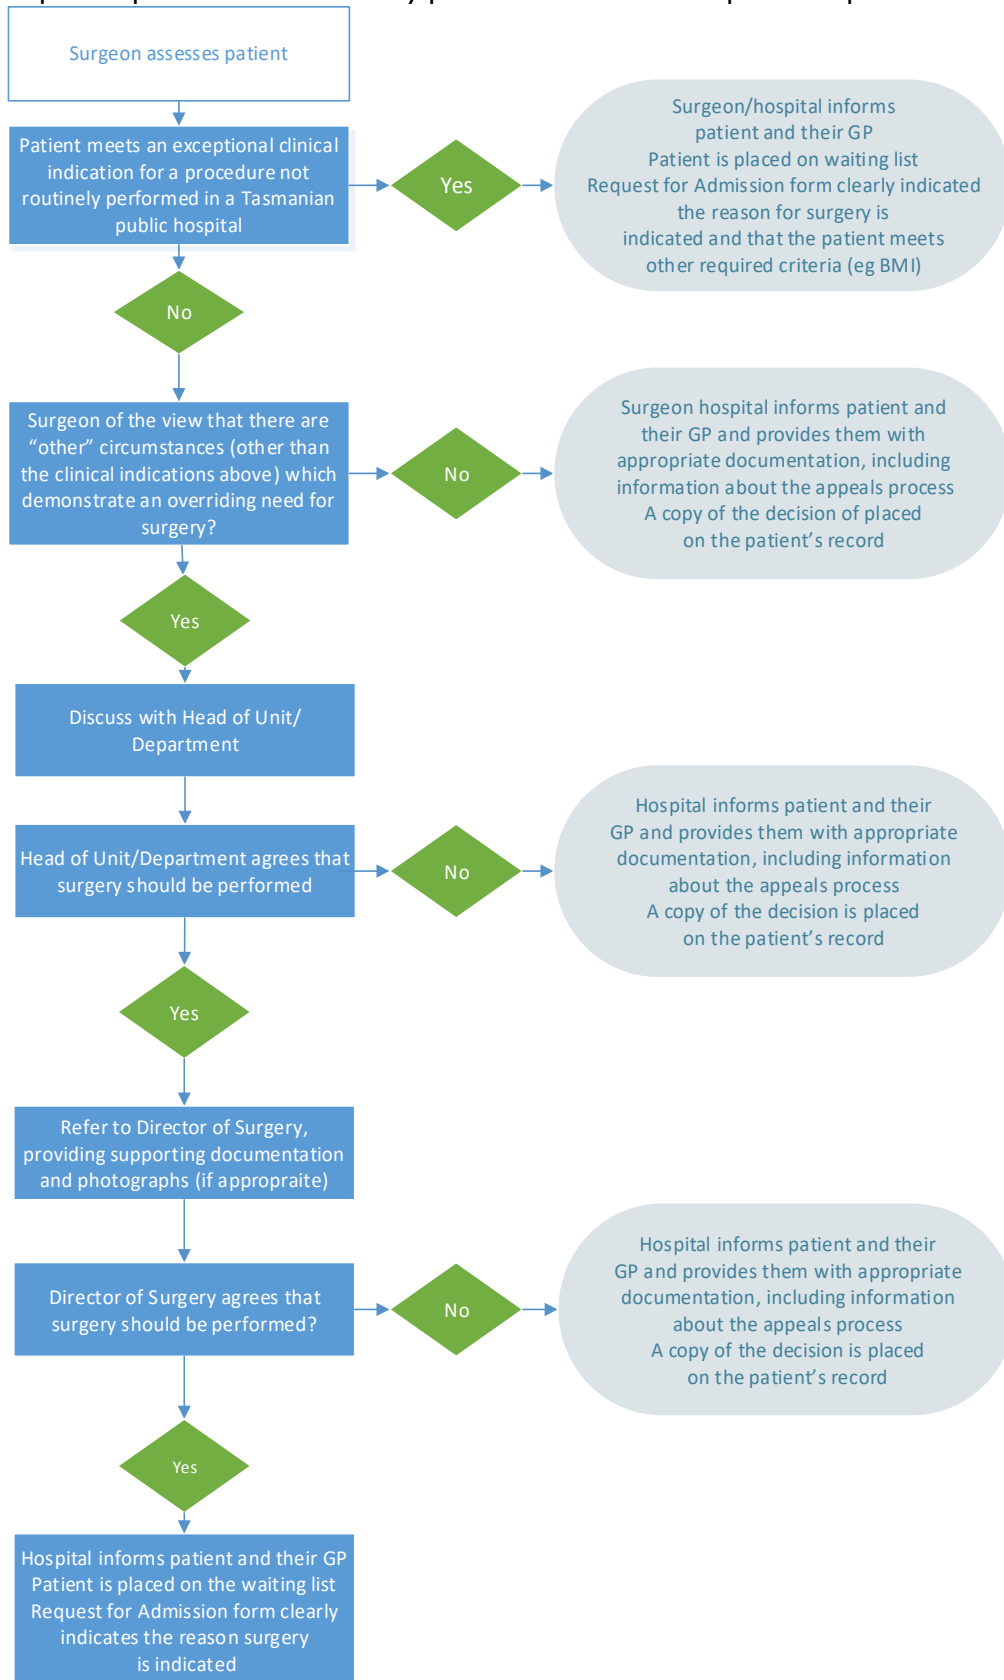 Surgeon assesses patient
Patient meets an exceptional clinical
indication for a procedure not
routinely performed in a Tasmanian
public hospital
Yes
Surgeon/hospital informs
patient and their GP
Patient is placed on waiting list
Request for Admission form clearly indicated
the reason for surgery is
indicated and that the patient meets
other required criteria (eg BMI)
No
Surgeon of the view that there are
“other” circumstances (other than
the clinical indications above) which
demonstrate an overriding need for
surgery?
No
Surgeon hospital informs patient and
their GP and provides them with
appropriate documentation, including
information about the appeals process
A copy of the decision of placed
on the patient’s record
Yes
Discuss with Head of Unit/
Department
Head of Unit/Department agrees that
surgery should be performed
No
Hospital informs patient and their
GP and provides them with appropriate
documentation, including information
about the appeals process
A copy of the decision is placed
on the patient’s record
Yes
Refer to Director of Surgery,
providing supporting documentation
and photographs (if appropraite)
Director of Surgery agrees that
surgery should be performed?
No
Hospital informs patient and their
GP and provides them with appropriate
documentation, including information
about the appeals process
A copy of the decision is placed
on the patient’s record
Yes
Hospital informs patient and their GP
Patient is placed on the waiting list
Request for Admission form clearly
indicates the reason surgery
is indicated